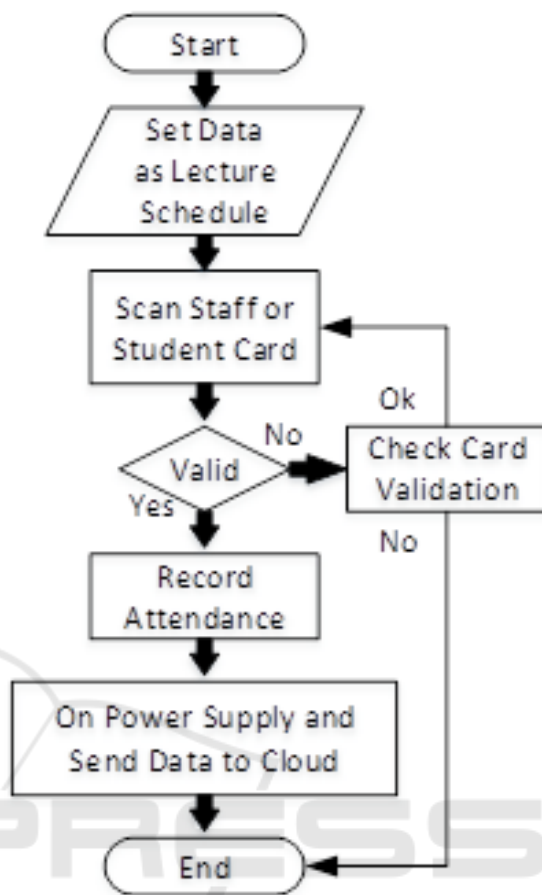 Start
Set Data
as Lecture
Schedule
Scan Staff or
Student Card
Valid
No
Yes
Ok
Check Card
Validation
No
Record
Attendance
On Power Supply and
Send Data to Cloud
PRESS
End